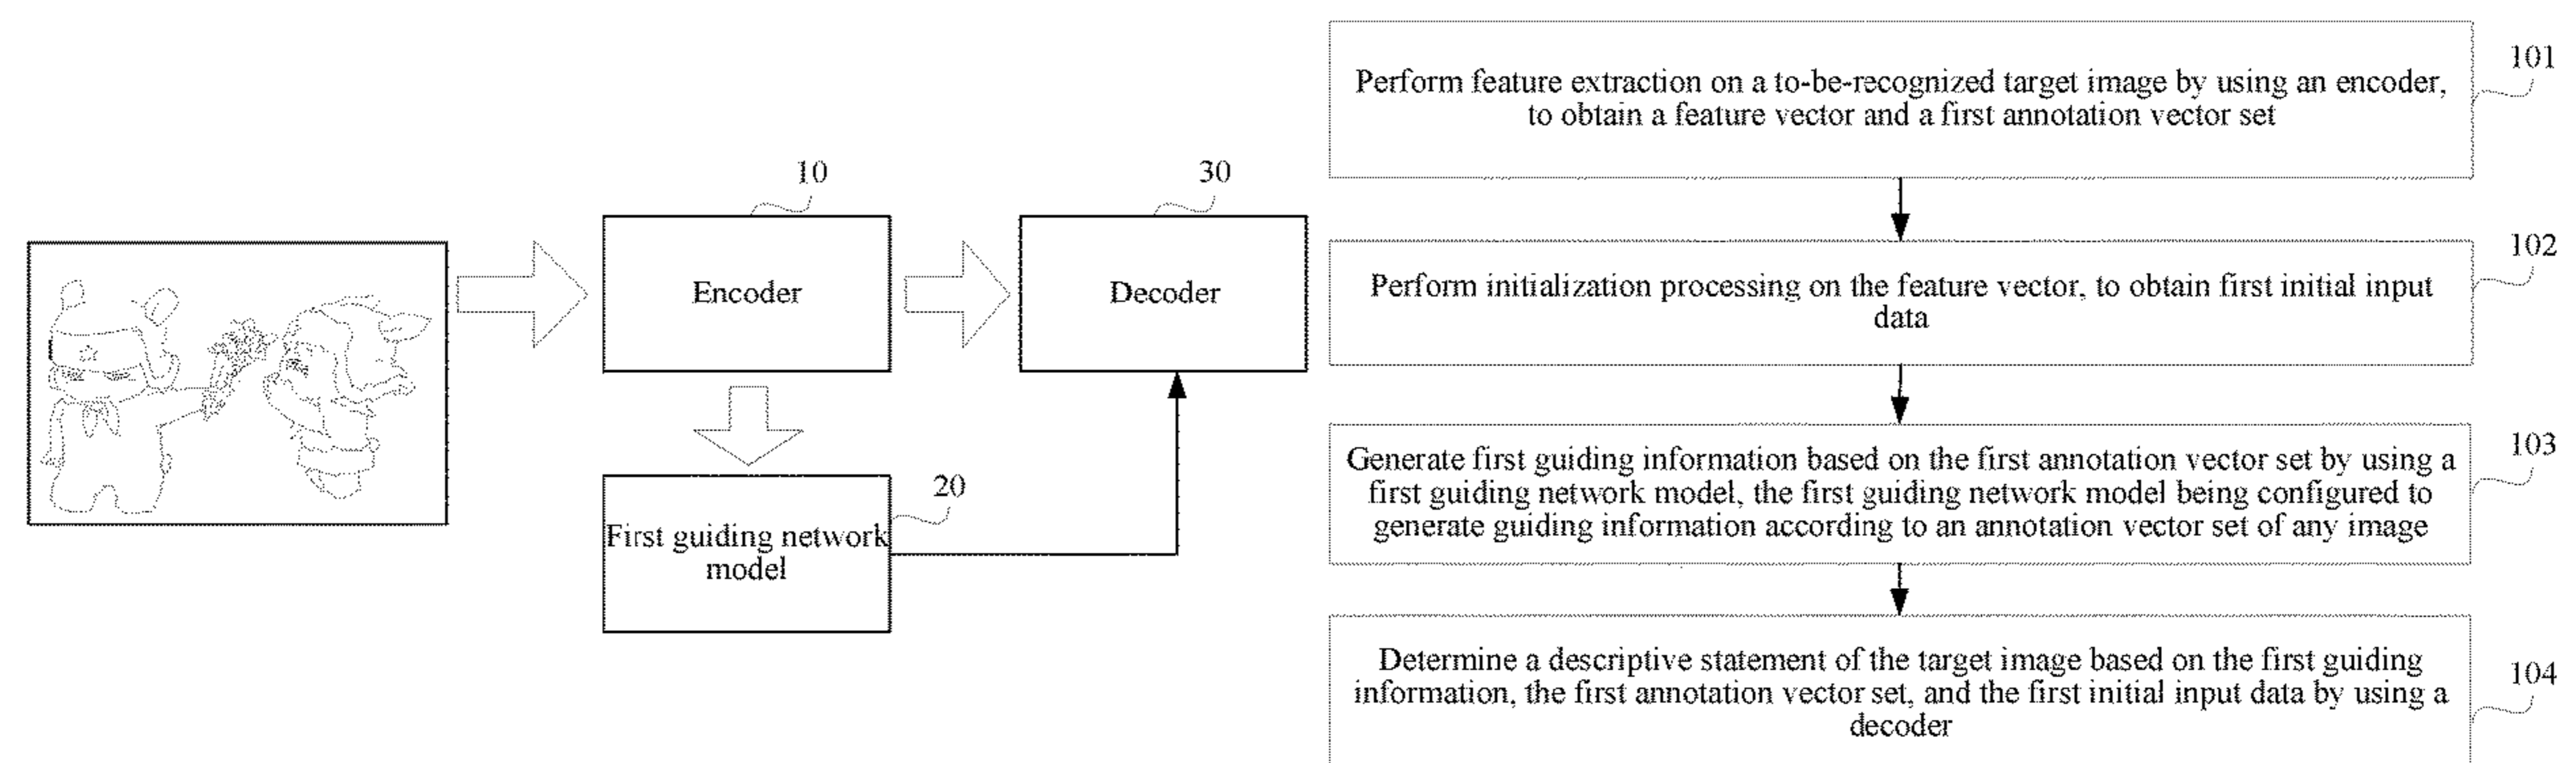 10
30
Encoder
Decoder
20
First guiding network
model
101
Perform feature extraction on a to-be-recognized target image by using an encoder,
to obtain a feature vector and a first annotation vector set
102
Perform initialization processing on the feature vector, to obtain first initial input
data
103
Generate first guiding information based on the first annotation vector set by using a
first guiding network model, the first guiding network model being configured to
generate guiding information according to an annotation vector set of any image
104
Determine a descriptive statement of the target image based on the first guiding
information, the first annotation vector set, and the first initial input data by using a
decoder